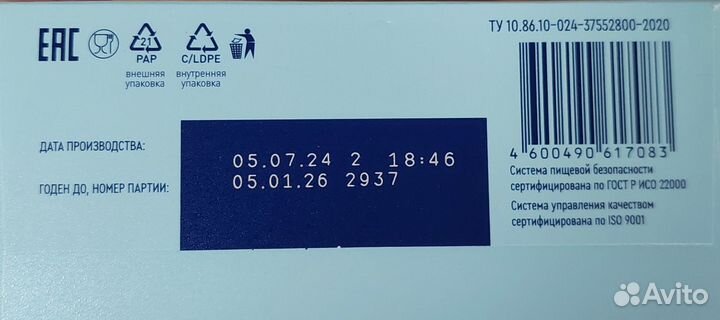 EAC
21
PAP
внешняя
упаковка
C/LDPE
внутренняя
упаковка
ТУ 10.86.10-024-37552800-2020
4 600490 617083
ДАТА ПРОИЗВОДСТВА:
05.07.24 2 18:46
ГОДЕН ДО, НОМЕР ПАРТИИ:
05.01.26 2937
Система пищевой безопасности
сертифицирована по ГОСТ Р ИСО 22000
Система управления качеством
сертифицирована по ISO 9001
Avito